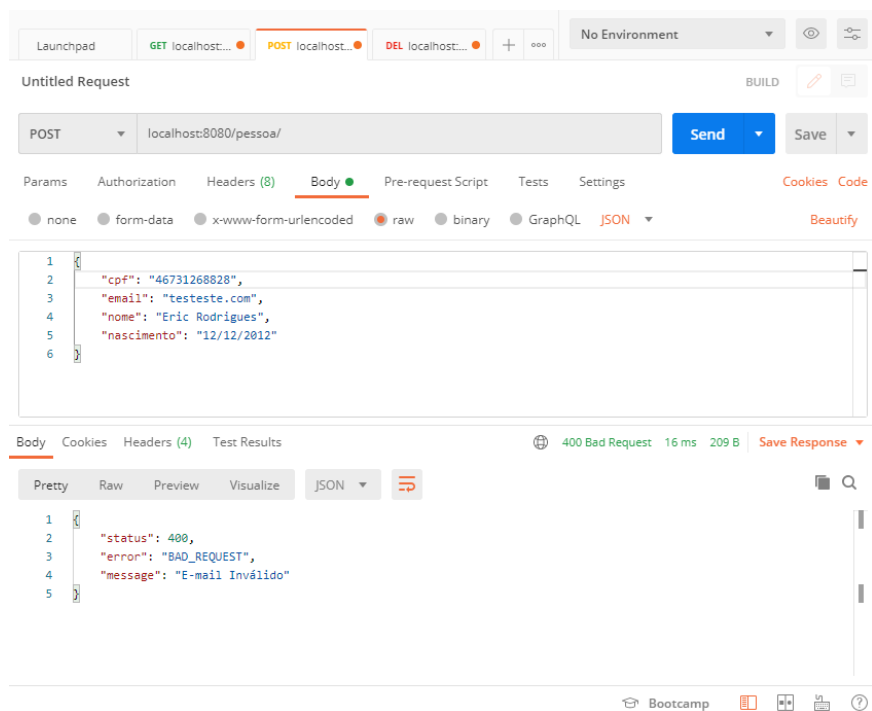 Launchpad GET localhost:... POST localhost... DEL localhost:... + ooo No Environment
Untitled Request BUILD
POST localhost:8080/pessoa/ Send Save
Params Authorization Headers (8) Body Pre-request Script Tests Settings Cookies Code
none form-data x-www-form-urlencoded raw binary GraphQL JSON Beautify
1 {
2 "cpf": "46731268828",
3 "email": "testeste.com",
4 "nome": "Eric Rodrigues",
5 "nascimento": "12/12/2012"
6 }
Body Cookies Headers (4) Test Results 400 Bad Request 16 ms 209 B Save Response
Pretty Raw Preview Visualize JSON
1 {
2 "status": 400,
3 "error": "BAD_REQUEST",
4 "message": "E-mail Inválido"
5 }
Bootcamp ?